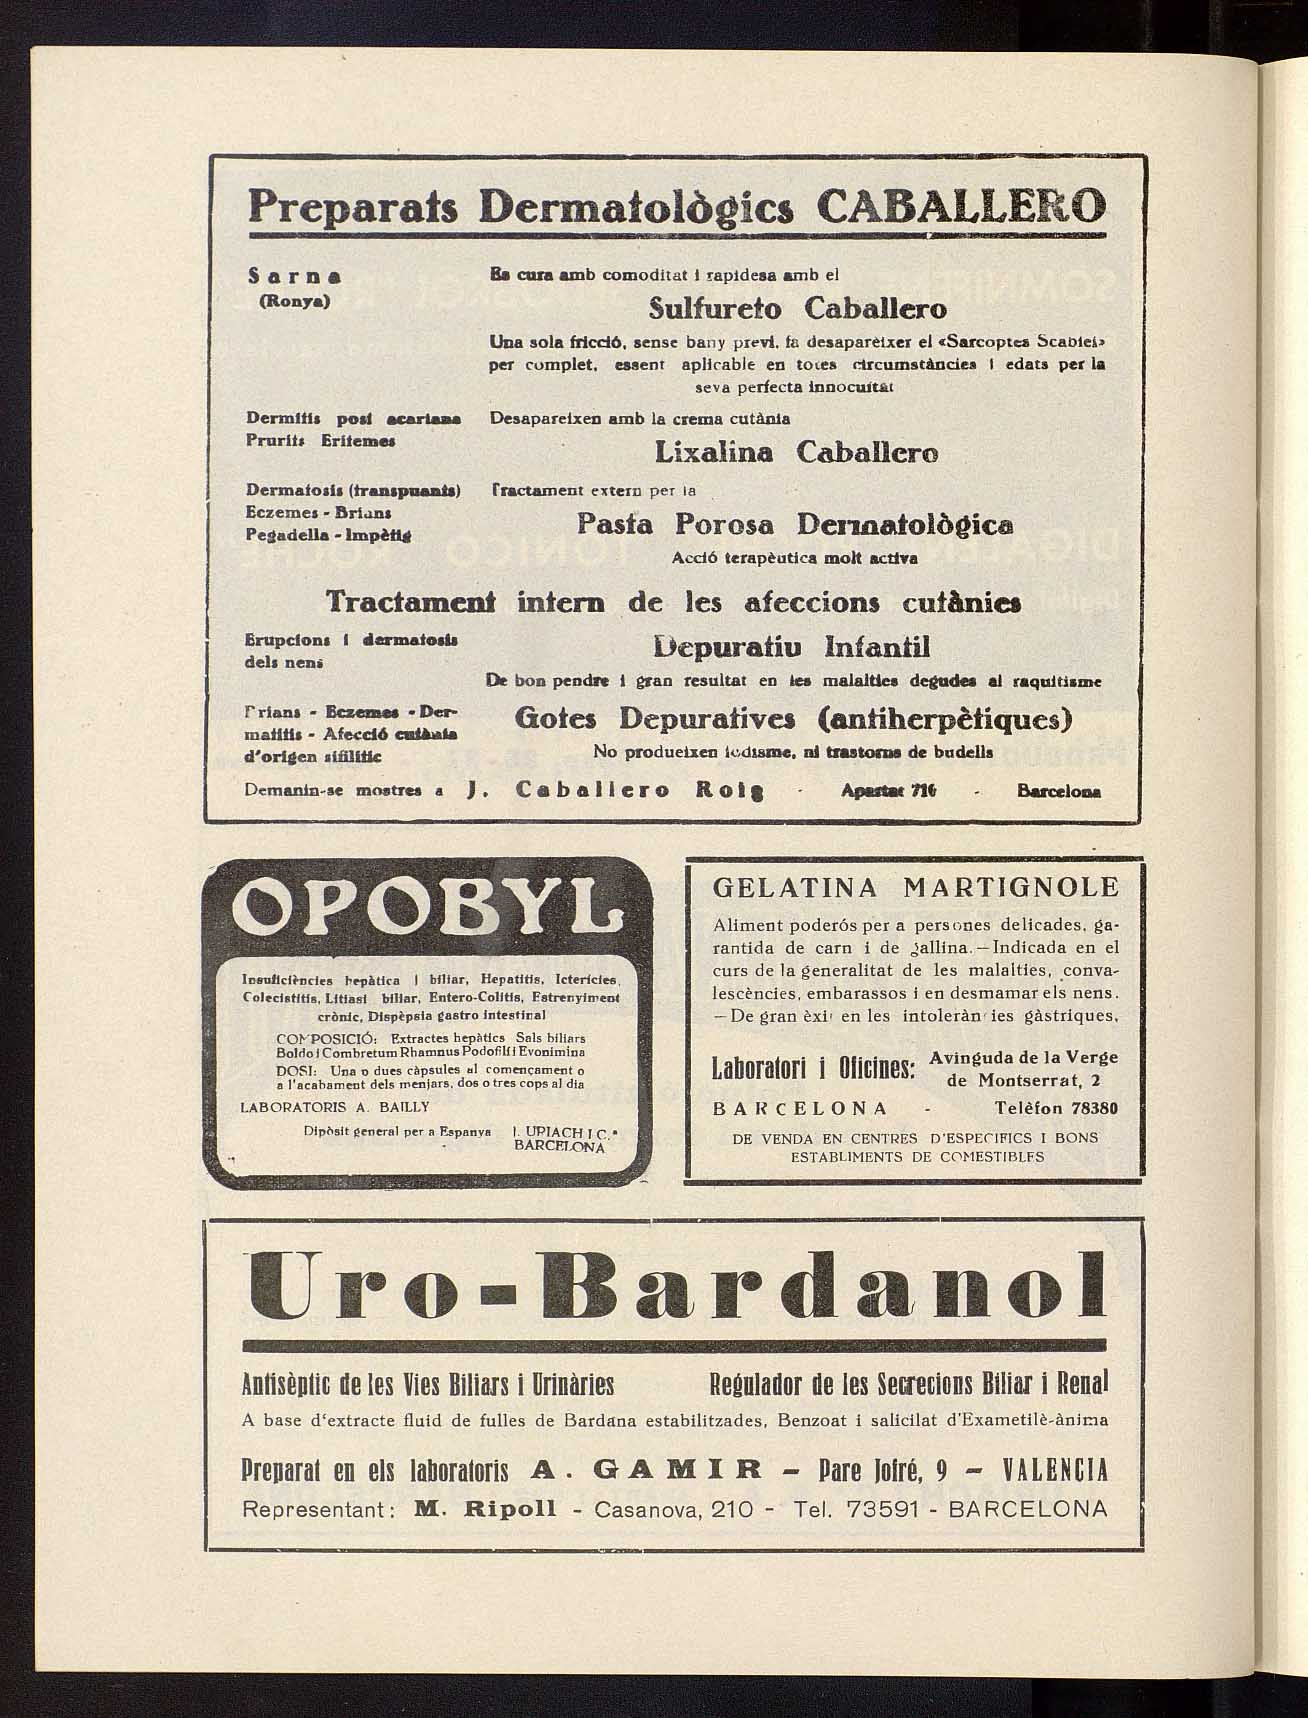 Preparats Dermatològics CABALLERO
Sarna
(Ronya)
Es cura amb comoditat i rapidesa amb el
Sulfureto Caballero
Una sola fricció, sense bany previ, fa desaparèixer el «Sarcoptes Scabiei»
per complet, essent aplicable en totes circumstàncies i edats per la
seva perfecta innocuitat
Dermitis post acariana
Prurits Eritemes
Desapareixen amb la crema cutània
Lixalina Caballero
Dermatosis (transpuants)
Eczemes - Brians
Pegadella - Impètig
Tractament extern per la
Pasta Porosa Dermatològica
Acció terapèutica molt activa
Tractament intern de les afeccions cutànies
Erupcions i dermatosis
dels nens
Depuratiu Infantil
De bon pendre i gran resultat en les malalties degudes al raquitisme
Brians - Eczemes - Der-
matitis - Afecció cutània
d'origen sifilític
Gotes Depuratives (antiherpètiques)
No produeixen iodisme, ni trastorns de budells
Demanin-se mostres a J. Caballero Roig - Apartat 716 - Barcelona
OPOBYL
Insuficiències hepàtica i biliar, Hepatitis, Icterícies,
Colecistitis, Litiasi biliar, Entero-Colitis, Estrenyiment
crònic, Dispèpsia gastro intestinal
COMPOSICIÓ: Extractes hepàtics Sals biliars
Boldo i Combretum Rhamnus Podofil·lí i Evonimina
DOSI: Una o dues càpsules al començament o
a l'acabament dels menjars, dos o tres cops al dia
LABORATORIS A. BAILLY
Dipòsit general per a Espanya J. URIACH I C.ª
BARCELONA
GELATINA MARTIGNOLE
Aliment poderós per a persones delicades, ga-
rantida de carn i de gallina. — Indicada en el
curs de la generalitat de les malalties, conva-
lescències, embarassos i en desmamar els nens.
— De gran èxit en les intoleràncies gàstriques,
Laboratori i Oficines: Avinguda de la Verge
de Montserrat, 2
BARCELONA - Telèfon 78380
DE VENDA EN CENTRES D'ESPECIFICS I BONS
ESTABLIMENTS DE COMESTIBLES
Uro-Bardanol
Antisèptic de les Vies Biliars i Urinàries
Regulador de les Secrecions Biliar i Renal
A base d'extracte fluid de fulles de Bardana estabilitzades, Benzoat i salicilat d'Exametilè-ànima
Preparat en els laboratoris A. GAMIR - Pare Jofré, 9 - VALENCIA
Representant: M. Ripoll - Casanova, 210 - Tel. 73591 - BARCELONA